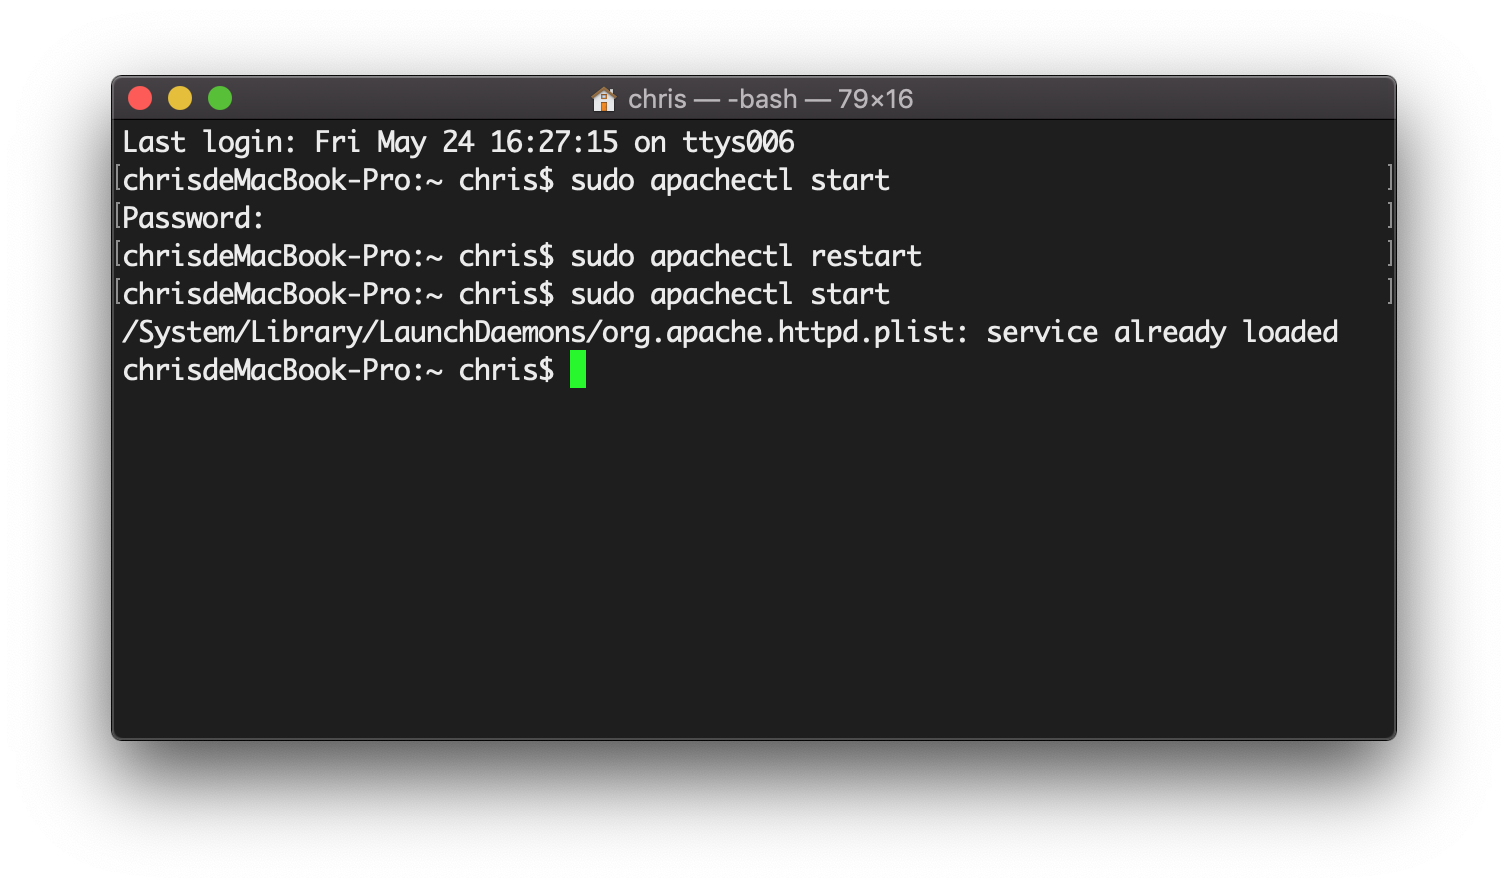 chris — -bash — 79×16
Last login: Fri May 24 16:27:15 on ttys006
[chrisdeMacBook-Pro:~ chris$ sudo apachectl start ]
[Password: ]
[chrisdeMacBook-Pro:~ chris$ sudo apachectl restart ]
[chrisdeMacBook-Pro:~ chris$ sudo apachectl start ]
/System/Library/LaunchDaemons/org.apache.httpd.plist: service already loaded
chrisdeMacBook-Pro:~ chris$